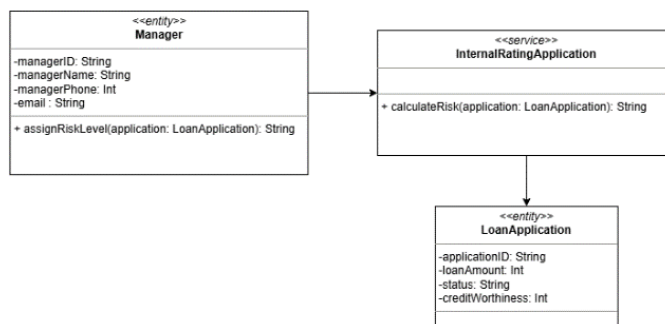 <<entity>>
Manager
-managerID: String
-managerName: String
-managerPhone: Int
-email : String
+ assignRiskLevel(application: LoanApplication): String
<<service>>
InternalRatingApplication
+ calculateRisk(application: LoanApplication): String
<<entity>>
LoanApplication
-applicationID: String
-loanAmount: Int
-status: String
-creditWorthiness: Int